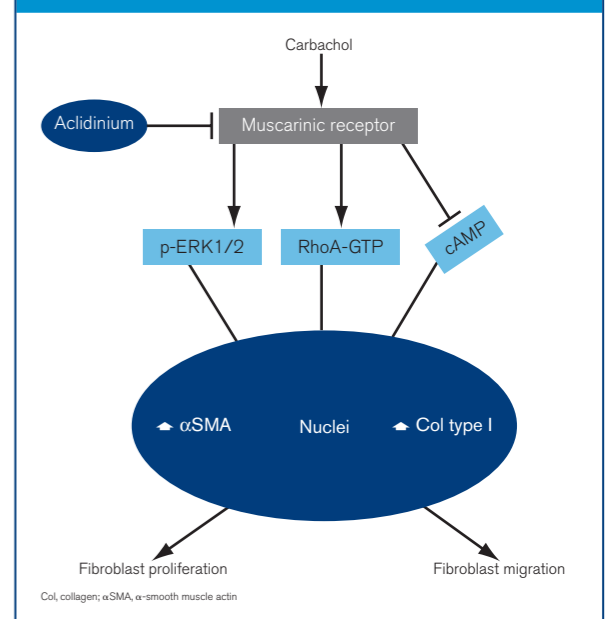 Carbachol
Aclidinium
Muscarinic receptor
p-ERK1/2
RhoA-GTP
cAMP
αSMA
Nuclei
Col type I
Fibroblast proliferation
Fibroblast migration
Col, collagen; αSMA, α-smooth muscle actin